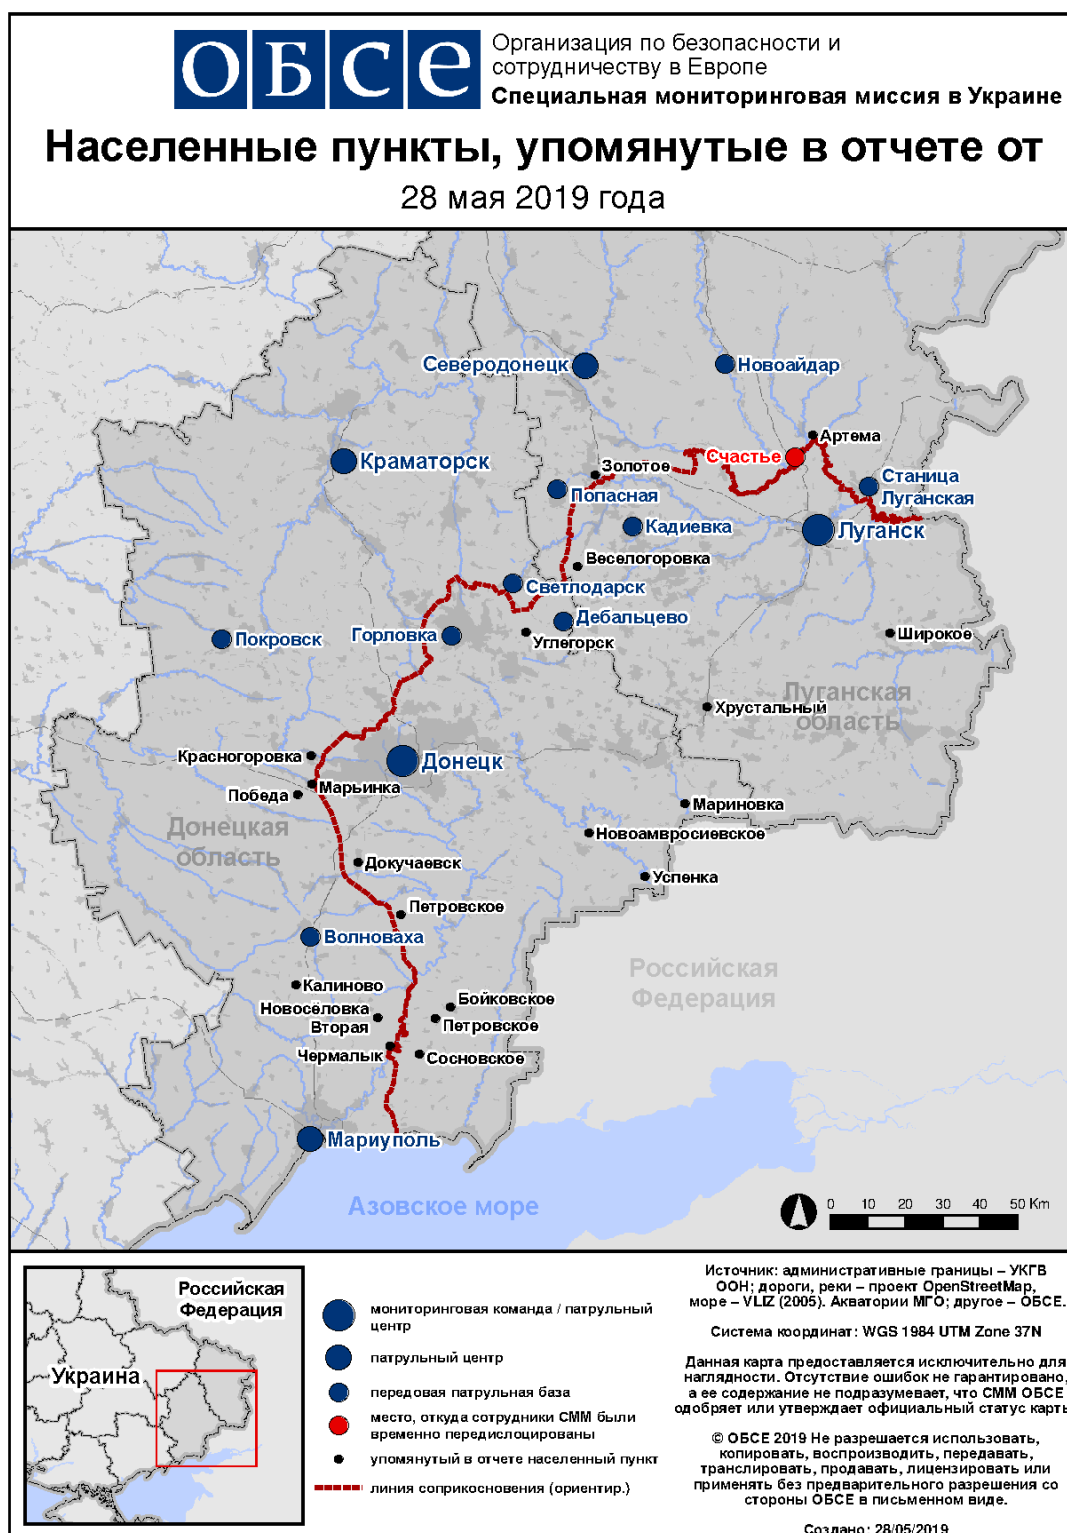 ОБСЕ
Организация по безопасности и
сотрудничеству в Европе
Специальная мониторинговая миссия в Украине
Населенные пункты, упомянутые в отчете от
28 мая 2019 года
Северодонецк
Новоайдар
Артема
Счастье
Краматорск
Золотое
Станица
Луганская
Попасная
Кадиевка
Луганск
Веселогоровка
Светлодарск
Дебальцево
Горловка
Покровск
Углегорск
Широкое
Луганская
область
Хрустальный
Красногоровка
Донецк
Марьинка
Победа
Мариновка
Донецкая
область
Новоамвросиевское
Докучаевск
Успенка
Петровское
Волноваха
Российская
Федерация
Калиново
Бойковское
Новосёловка
Вторая
Петровское
Чермалык
Сосновское
Мариуполь
Азовское море
0 10 20 30 40 50 Km
Российская
Федерация
Украина
мониторинговая команда / патрульный
центр
патрульный центр
передовая патрульная база
место, откуда сотрудники СММ были
временно передислоцированы
упомянутый в отчете населенный пункт
линия соприкосновения (ориентир.)
Источник: административные границы – УКГВ
ООН; дороги, реки – проект OpenStreetMap,
море – VLIZ (2005). Акватории МГО; другое – ОБСЕ.
Система координат: WGS 1984 UTM Zone 37N
Данная карта предоставляется исключительно для
наглядности. Отсутствие ошибок не гарантировано,
а ее содержание не подразумевает, что СММ ОБСЕ
одобряет или утверждает официальный статус карты
© ОБСЕ 2019 Не разрешается использовать,
копировать, воспроизводить, передавать,
транслировать, продавать, лицензировать или
применять без предварительного разрешения со
стороны ОБСЕ в письменном виде.
Создано: 28/05/2019